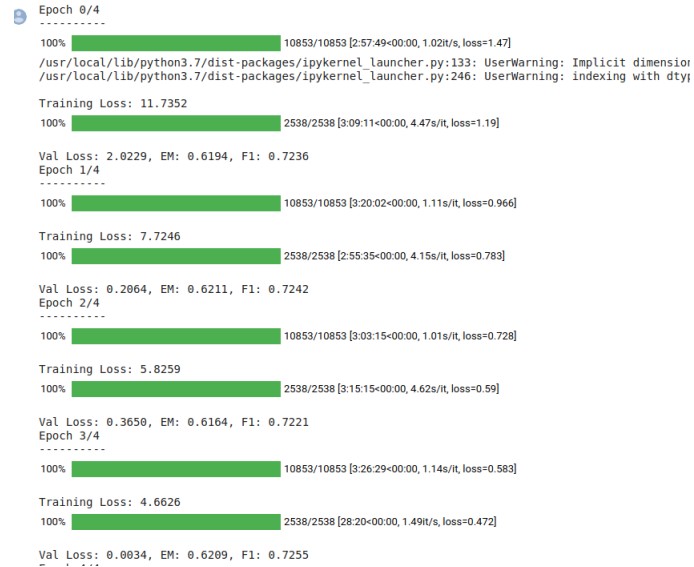 Epoch 0/4
----------
100% 10853/10853 [2:57:49<00:00, 1.02it/s, loss=1.47]
/usr/local/lib/python3.7/dist-packages/ipykernel_launcher.py:133: UserWarning: Implicit dimension
/usr/local/lib/python3.7/dist-packages/ipykernel_launcher.py:246: UserWarning: indexing with dtyp
Training Loss: 11.7352
100% 2538/2538 [3:09:11<00:00, 4.47s/it, loss=1.19]
Val Loss: 2.0229, EM: 0.6194, F1: 0.7236
Epoch 1/4
----------
100% 10853/10853 [3:20:02<00:00, 1.11s/it, loss=0.966]
Training Loss: 7.7246
100% 2538/2538 [2:55:35<00:00, 4.15s/it, loss=0.783]
Val Loss: 0.2064, EM: 0.6211, F1: 0.7242
Epoch 2/4
----------
100% 10853/10853 [3:03:15<00:00, 1.01s/it, loss=0.728]
Training Loss: 5.8259
100% 2538/2538 [3:15:15<00:00, 4.62s/it, loss=0.59]
Val Loss: 0.3650, EM: 0.6164, F1: 0.7221
Epoch 3/4
----------
100% 10853/10853 [3:26:29<00:00, 1.14s/it, loss=0.583]
Training Loss: 4.6626
100% 2538/2538 [28:20<00:00, 1.49it/s, loss=0.472]
Val Loss: 0.0034, EM: 0.6209, F1: 0.7255